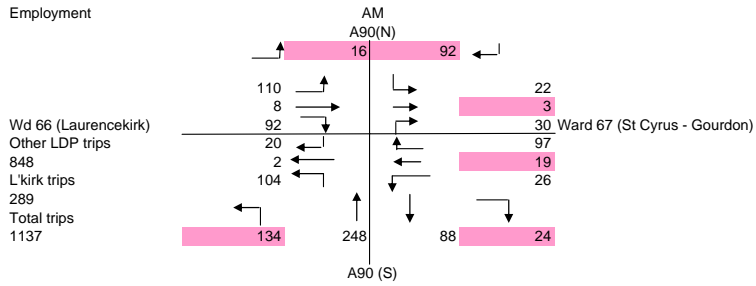 Employment AM
A90(N)
16 92
110 22
8 3
Wd 66 (Laurencekirk) 92 30 Ward 67 (St Cyrus - Gourdon)
Other LDP trips 20 97
848 2 19
L'kirk trips 104 26
289
Total trips
1137 134 248 88 24
A90 (S)